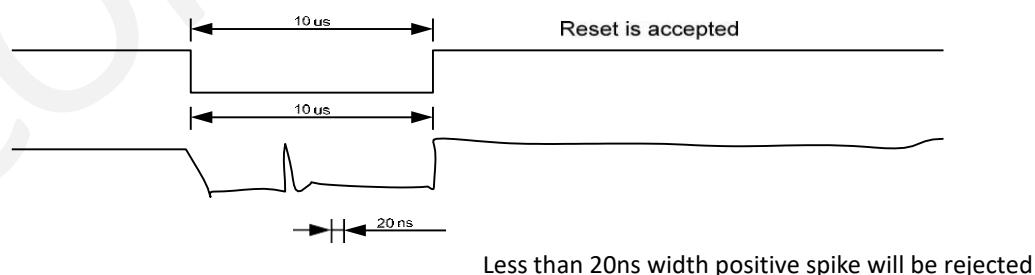 10 us
Reset is accepted
10 us
20 ns
Less than 20ns width positive spike will be rejected